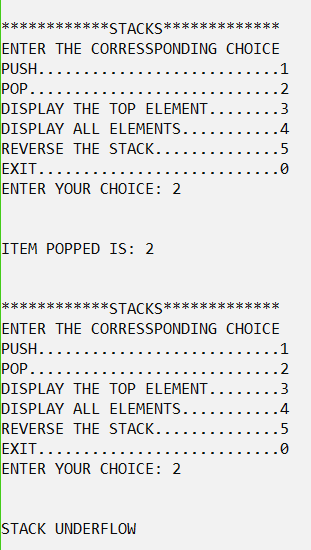 ************STACKS*************
ENTER THE CORRESSPONDING CHOICE
PUSH...........................1
POP............................2
DISPLAY THE TOP ELEMENT........3
DISPLAY ALL ELEMENTS...........4
REVERSE THE STACK..............5
EXIT...........................0
ENTER YOUR CHOICE: 2
ITEM POPPED IS: 2
************STACKS*************
ENTER THE CORRESSPONDING CHOICE
PUSH...........................1
POP............................2
DISPLAY THE TOP ELEMENT........3
DISPLAY ALL ELEMENTS...........4
REVERSE THE STACK..............5
EXIT...........................0
ENTER YOUR CHOICE: 2
STACK UNDERFLOW